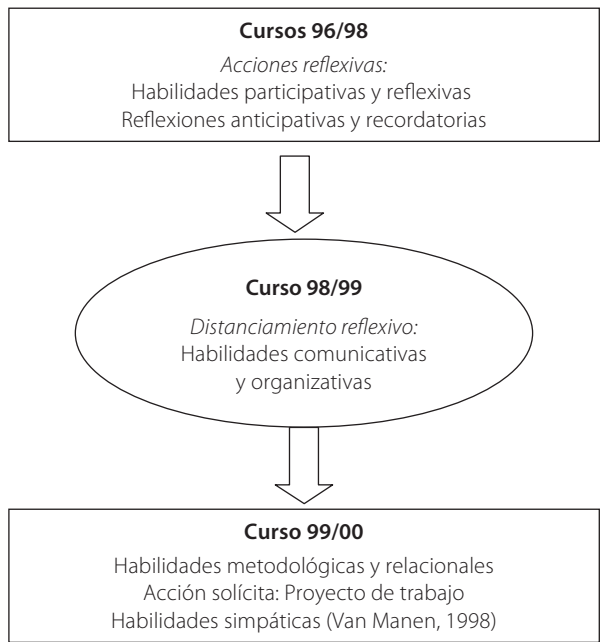 Cursos 96/98
Acciones reflexivas:
Habilidades participativas y reflexivas
Reflexiones anticipativas y recordatorias
Curso 98/99
Distanciamiento reflexivo:
Habilidades comunicativas
y organizativas
Curso 99/00
Habilidades metodológicas y relacionales
Acción solícita: Proyecto de trabajo
Habilidades simpáticas (Van Manen, 1998)